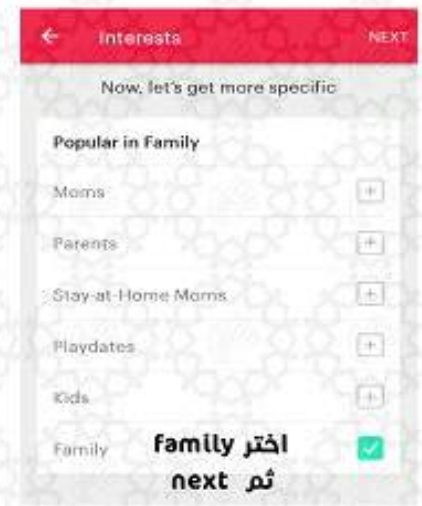 Interests NEXT
Now, let's get more specific
Popular in Family
Moms
Parents
Stay-at-Home Moms
Playdates
Kids
Family
اختر family
ثم next